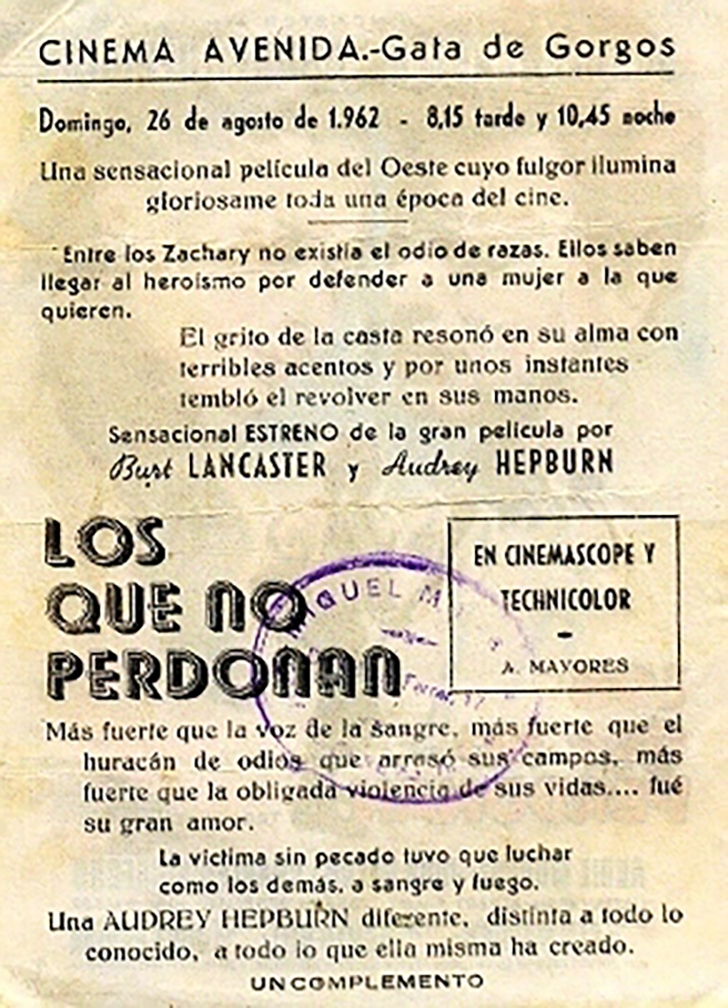 CINEMA AVENIDA.-Gata de Gorgos
Domingo, 26 de agosto de 1.962 - 8,15 tarde y 10,45 noche
Una sensacional película del Oeste cuyo fulgor ilumina
gloriosame toda una época del cine.
Entre los Zachary no existía el odio de razas. Ellos saben
llegar al heroísmo por defender a una mujer a la que
quieren.
El grito de la casta resonó en su alma con
terribles acentos y por unos instantes
tembló el revolver en sus manos.
Sensacional ESTRENO de la gran película por
Burt LANCASTER y Audrey HEPBURN
LOS
QUE NO
PERDONAN
EN CINEMASCOPE Y
TECHNICOLOR
-
A. MAYORES
MIGUEL
Más fuerte que la voz de la sangre, más fuerte que el
huracán de odios que arrasó sus campos, más
fuerte que la obligada violencia de sus vidas.... fué
su gran amor.
La víctima sin pecado tuvo que luchar
como los demás, a sangre y fuego.
Una AUDREY HEPBURN diferente, distinta a todo lo
conocido, a todo lo que ella misma ha creado.
UN COMPLEMENTO